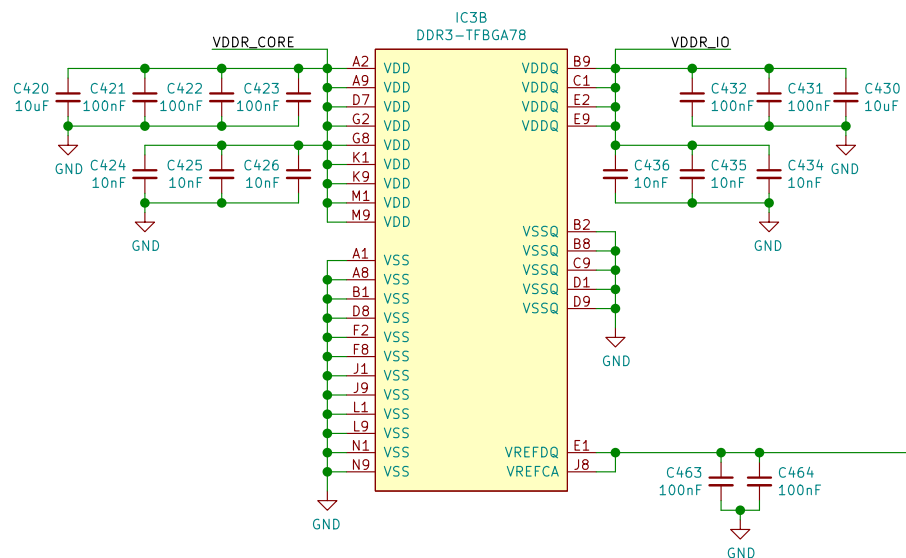 IC3B
DDR3-TFBGA78
VDDR_CORE
VDDR_IO
C420
10uF
C421
100nF
C422
100nF
C423
100nF
C424
10nF
C425
10nF
C426
10nF
GND
GND
A2 VDD
A9 VDD
D7 VDD
G2 VDD
G8 VDD
K1 VDD
K9 VDD
M1 VDD
M9 VDD
A1 VSS
A8 VSS
B1 VSS
D8 VSS
F2 VSS
F8 VSS
J1 VSS
J9 VSS
L1 VSS
L9 VSS
N1 VSS
N9 VSS
GND
VDDQ B9
VDDQ C1
VDDQ E2
VDDQ E9
VSSQ B2
VSSQ B8
VSSQ C9
VSSQ D1
VSSQ D9
VREFDQ E1
VREFCA J8
C432
100nF
C431
100nF
C430
10uF
GND
C436
10nF
C435
10nF
C434
10nF
GND
GND
C463
100nF
C464
100nF
GND